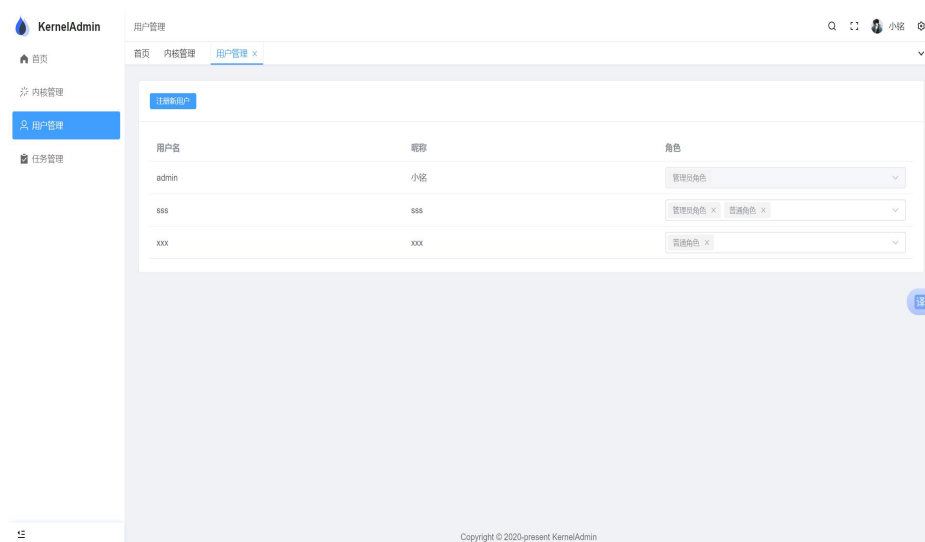 KernelAdmin
用户管理
小铭
首页
内核管理
用户管理
任务管理
首页 内核管理 用户管理 ×
注册新用户
用户名 昵称 角色
admin 小铭 管理员角色
sss sss 管理员角色 × 普通角色 ×
xxx xxx 普通角色 ×
译
Copyright © 2020-present KernelAdmin